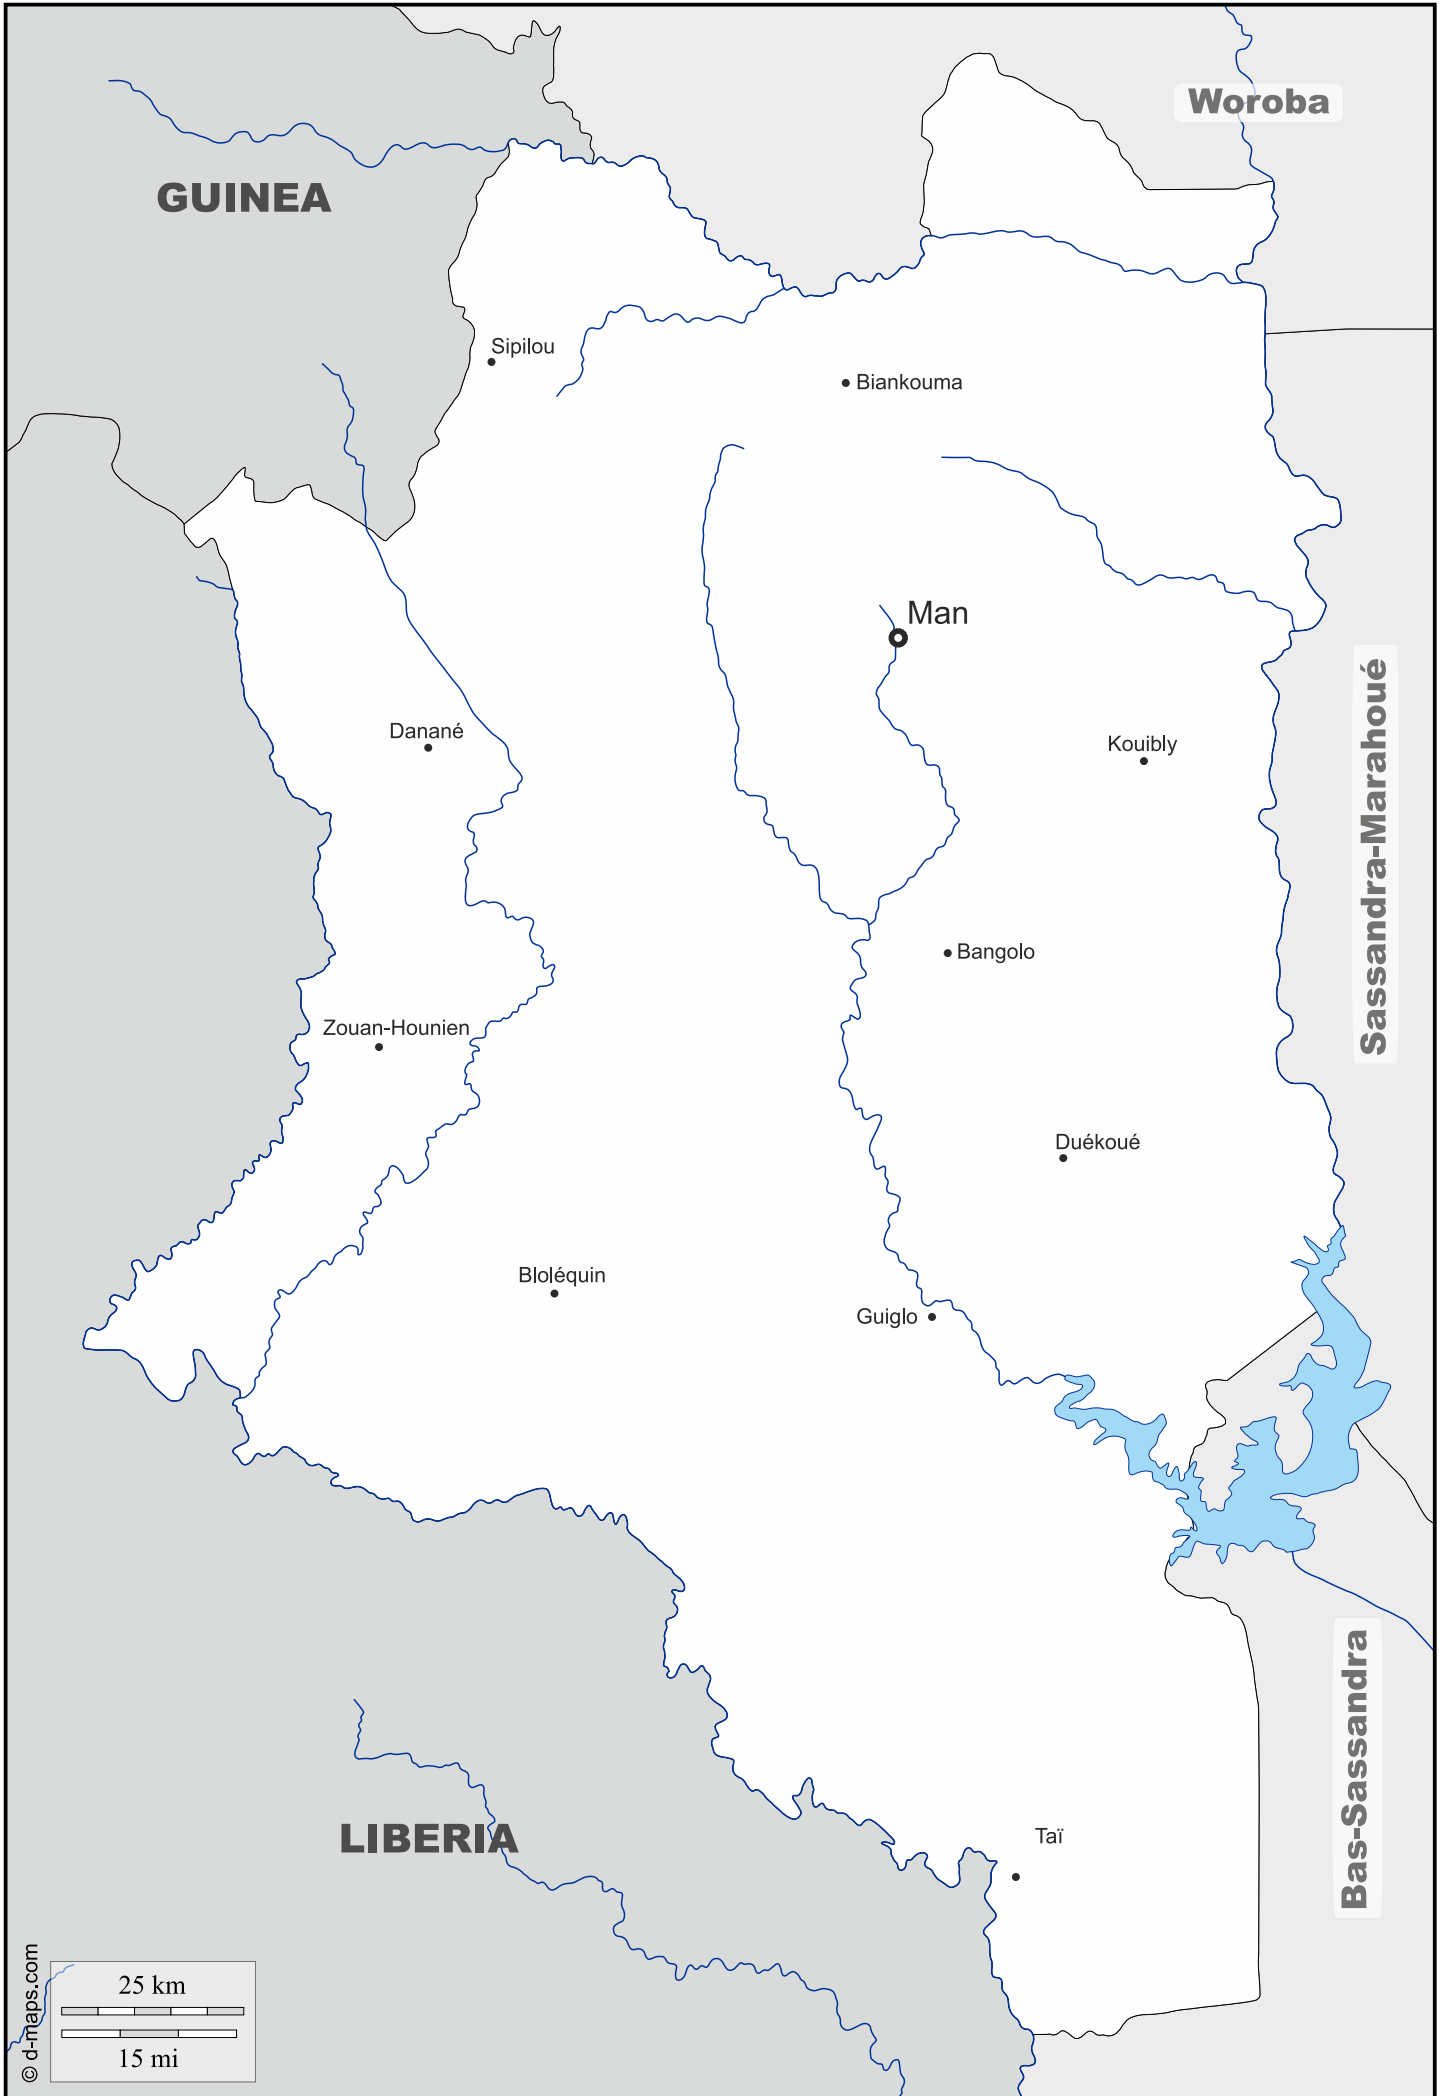 Woroba
GUINEA
Sipilou
Biankouma
Man
Danané
Kouibly
Sassandra-Marahoué
Bangolo
Zouan-Hounien
Duékoué
Bloléquin
Guiglo
Bas-Sassandra
Taï
LIBERIA
© d-maps.com
25 km
15 mi